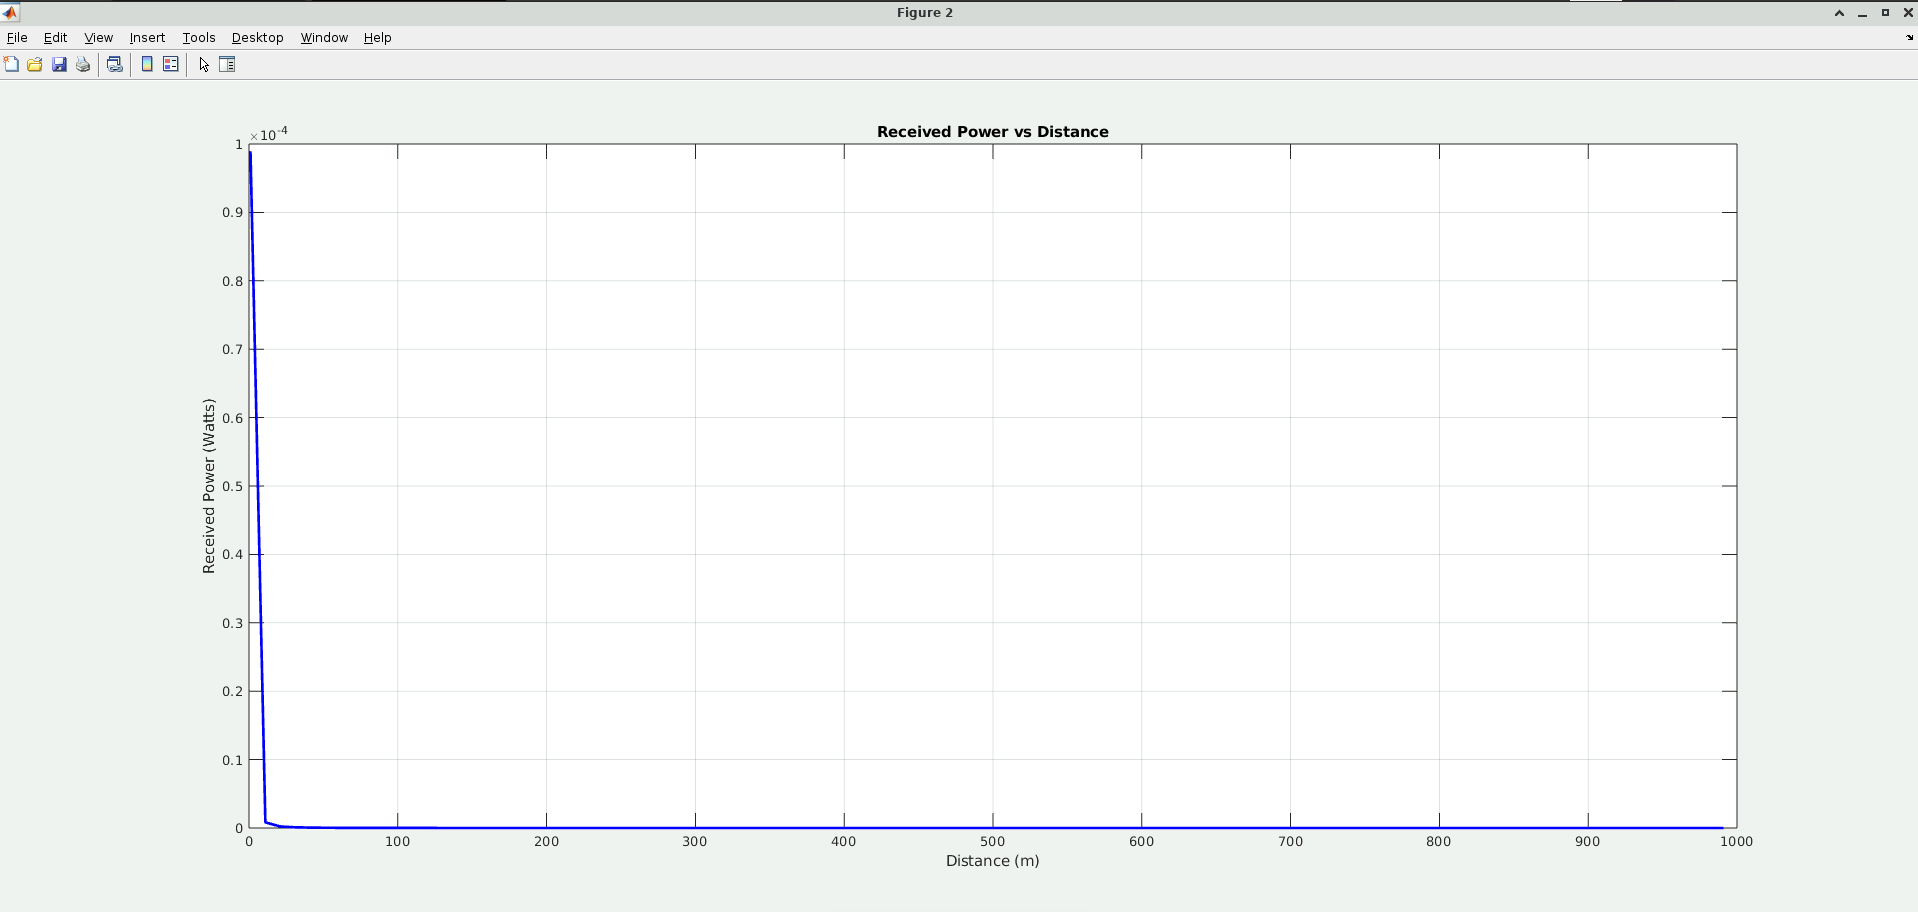 Figure 2
File Edit View Insert Tools Desktop Window Help
×10-4
Received Power vs Distance
1
0.9
0.8
0.7
0.6
0.5
0.4
0.3
0.2
0.1
0
Received Power (Watts)
0 100 200 300 400 500 600 700 800 900 1000
Distance (m)